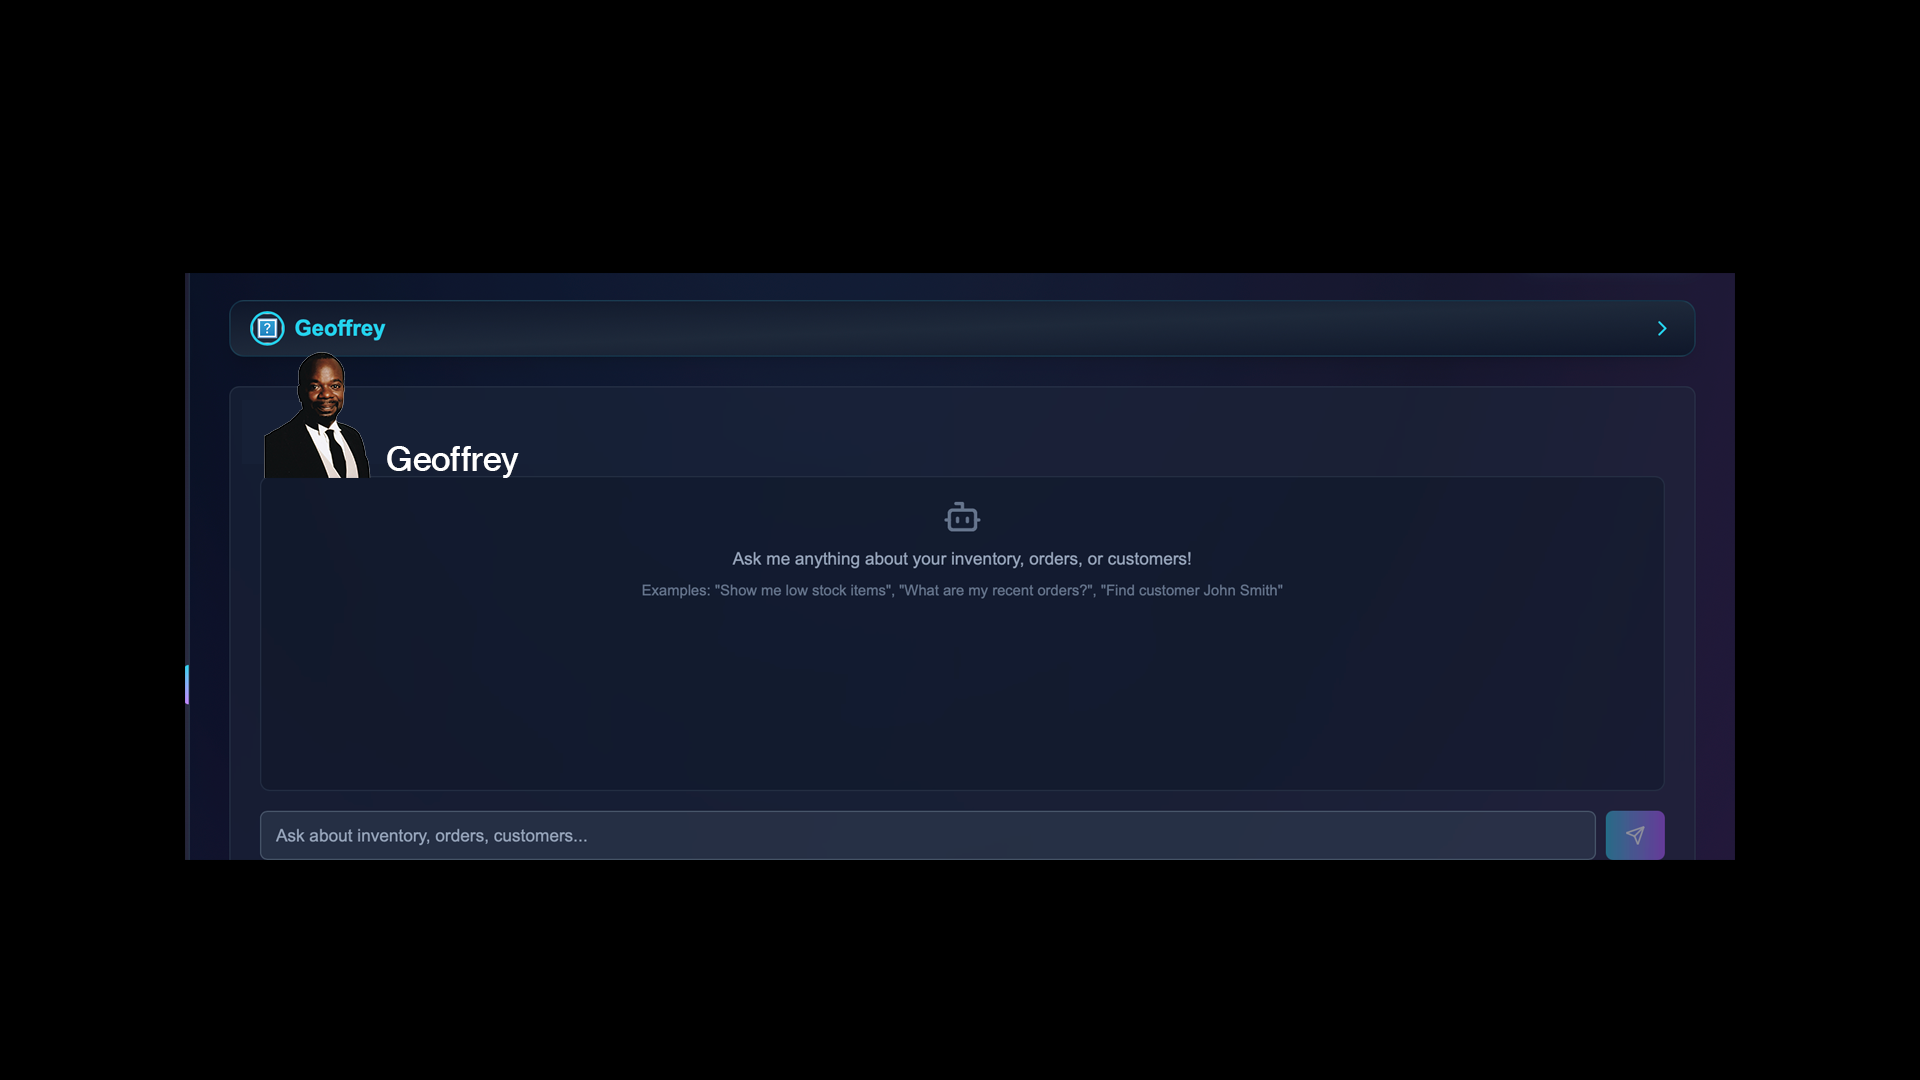 Geoffrey
Geoffrey
Ask me anything about your inventory, orders, or customers!
Examples: "Show me low stock items", "What are my recent orders?", "Find customer John Smith"
Ask about inventory, orders, customers...